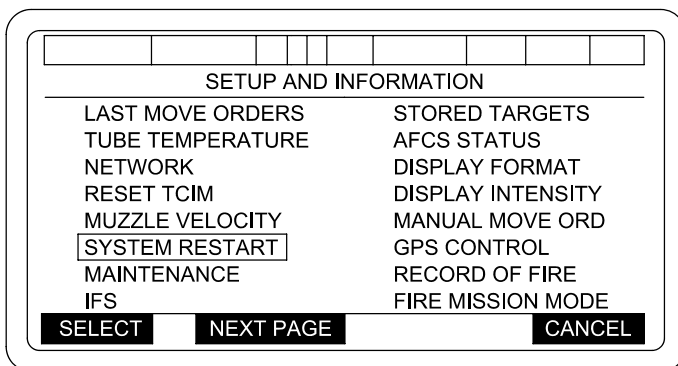 SETUP AND INFORMATION
LAST MOVE ORDERS STORED TARGETS
TUBE TEMPERATURE AFCS STATUS
NETWORK DISPLAY FORMAT
RESET TCIM DISPLAY INTENSITY
MUZZLE VELOCITY MANUAL MOVE ORD
SYSTEM RESTART GPS CONTROL
MAINTENANCE RECORD OF FIRE
IFS FIRE MISSION MODE
SELECT NEXT PAGE CANCEL